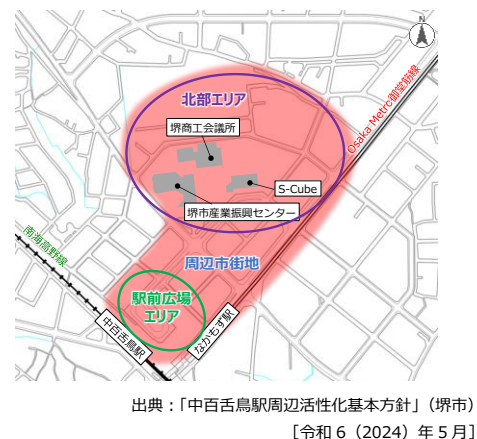 N
北部エリア
堺商工会議所
Osaka Metro御堂筋線
S-Cube
堺市産業振興センター
南海高野線
周辺市街地
駅前広場
エリア
中百舌鳥駅
なかもず駅
出典：「中百舌鳥駅周辺活性化基本方針」（堺市）
［令和６（2024）年５月］